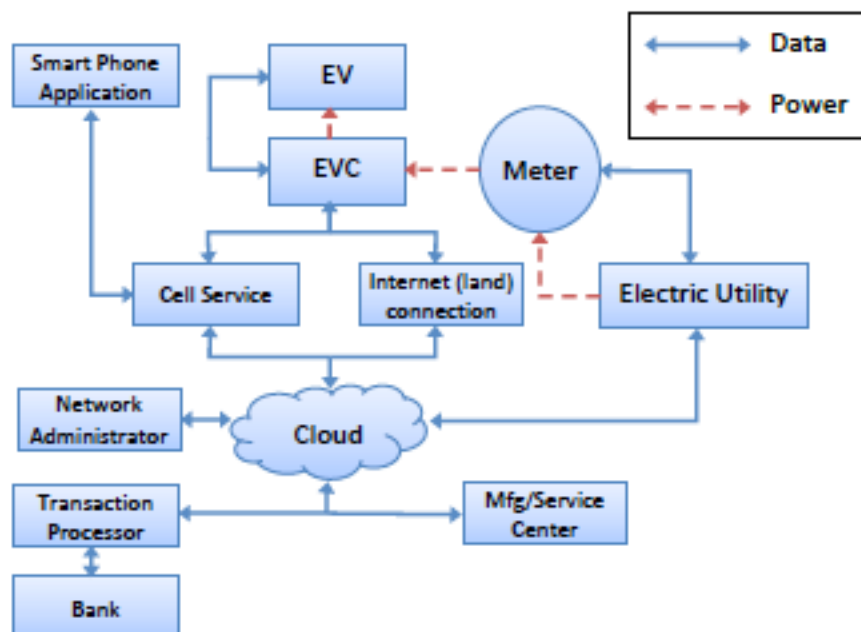 Smart Phone
Application
EV
Data
Power
EVC
Meter
Cell Service
Internet (land)
connection
Electric Utility
Network
Administrator
Cloud
Transaction
Processor
Mfg/Service
Center
Bank